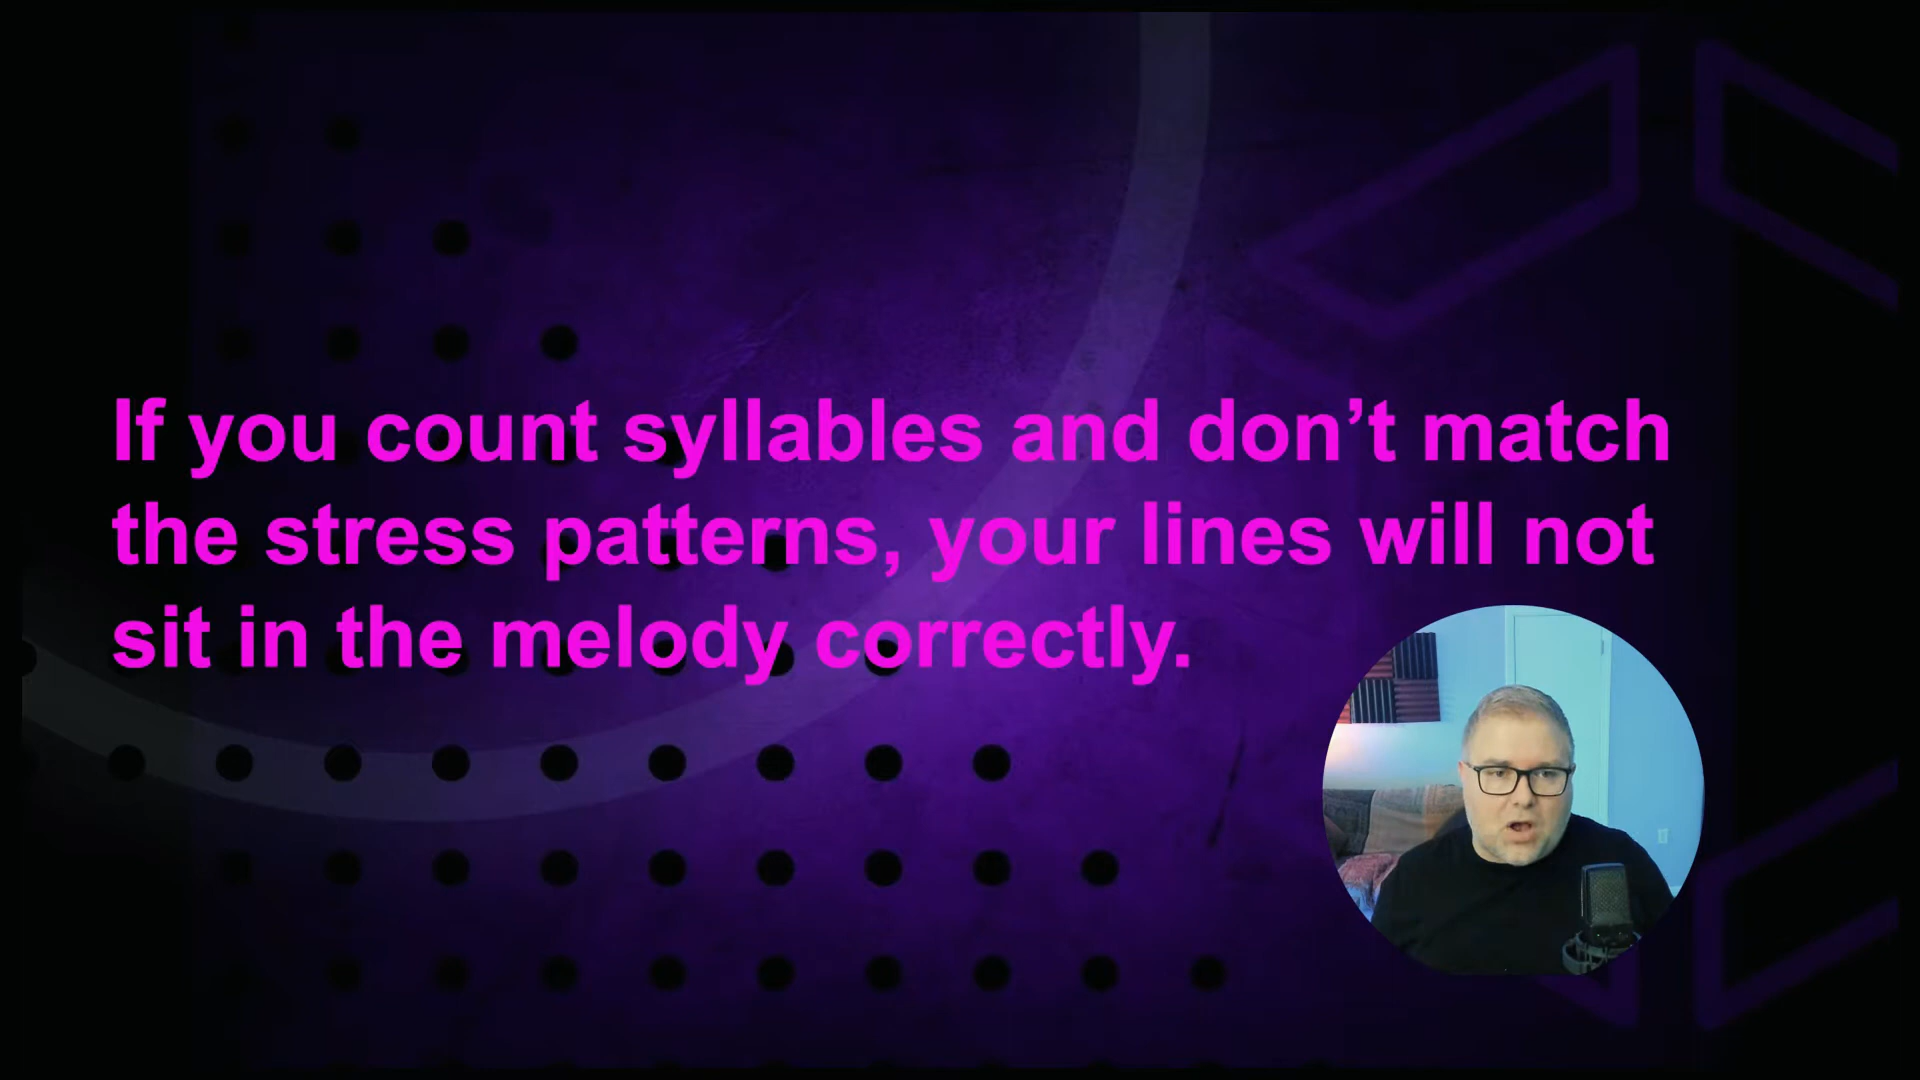 If you count syllables and don’t match
the stress patterns, your lines will not
sit in the melody correctly.